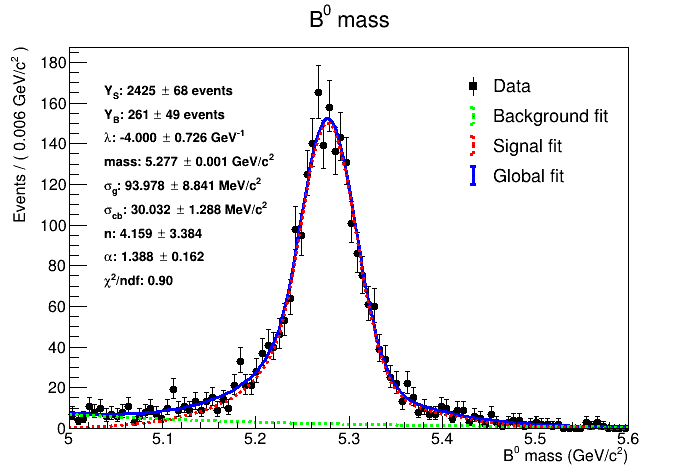 B⁰ mass
Events / ( 0.006 GeV/c² )
180
160
140
120
100
80
60
40
20
0
Y_S: 2425 ± 68 events
Y_B: 261 ± 49 events
λ: -4.000 ± 0.726 GeV⁻¹
mass: 5.277 ± 0.001 GeV/c²
σ_g: 93.978 ± 8.841 MeV/c²
σ_cb: 30.032 ± 1.288 MeV/c²
n: 4.159 ± 3.384
α: 1.388 ± 0.162
χ²/ndf: 0.90
Data
Background fit
Signal fit
Global fit
5 5.1 5.2 5.3 5.4 5.5 5.6
B⁰ mass (GeV/c²)